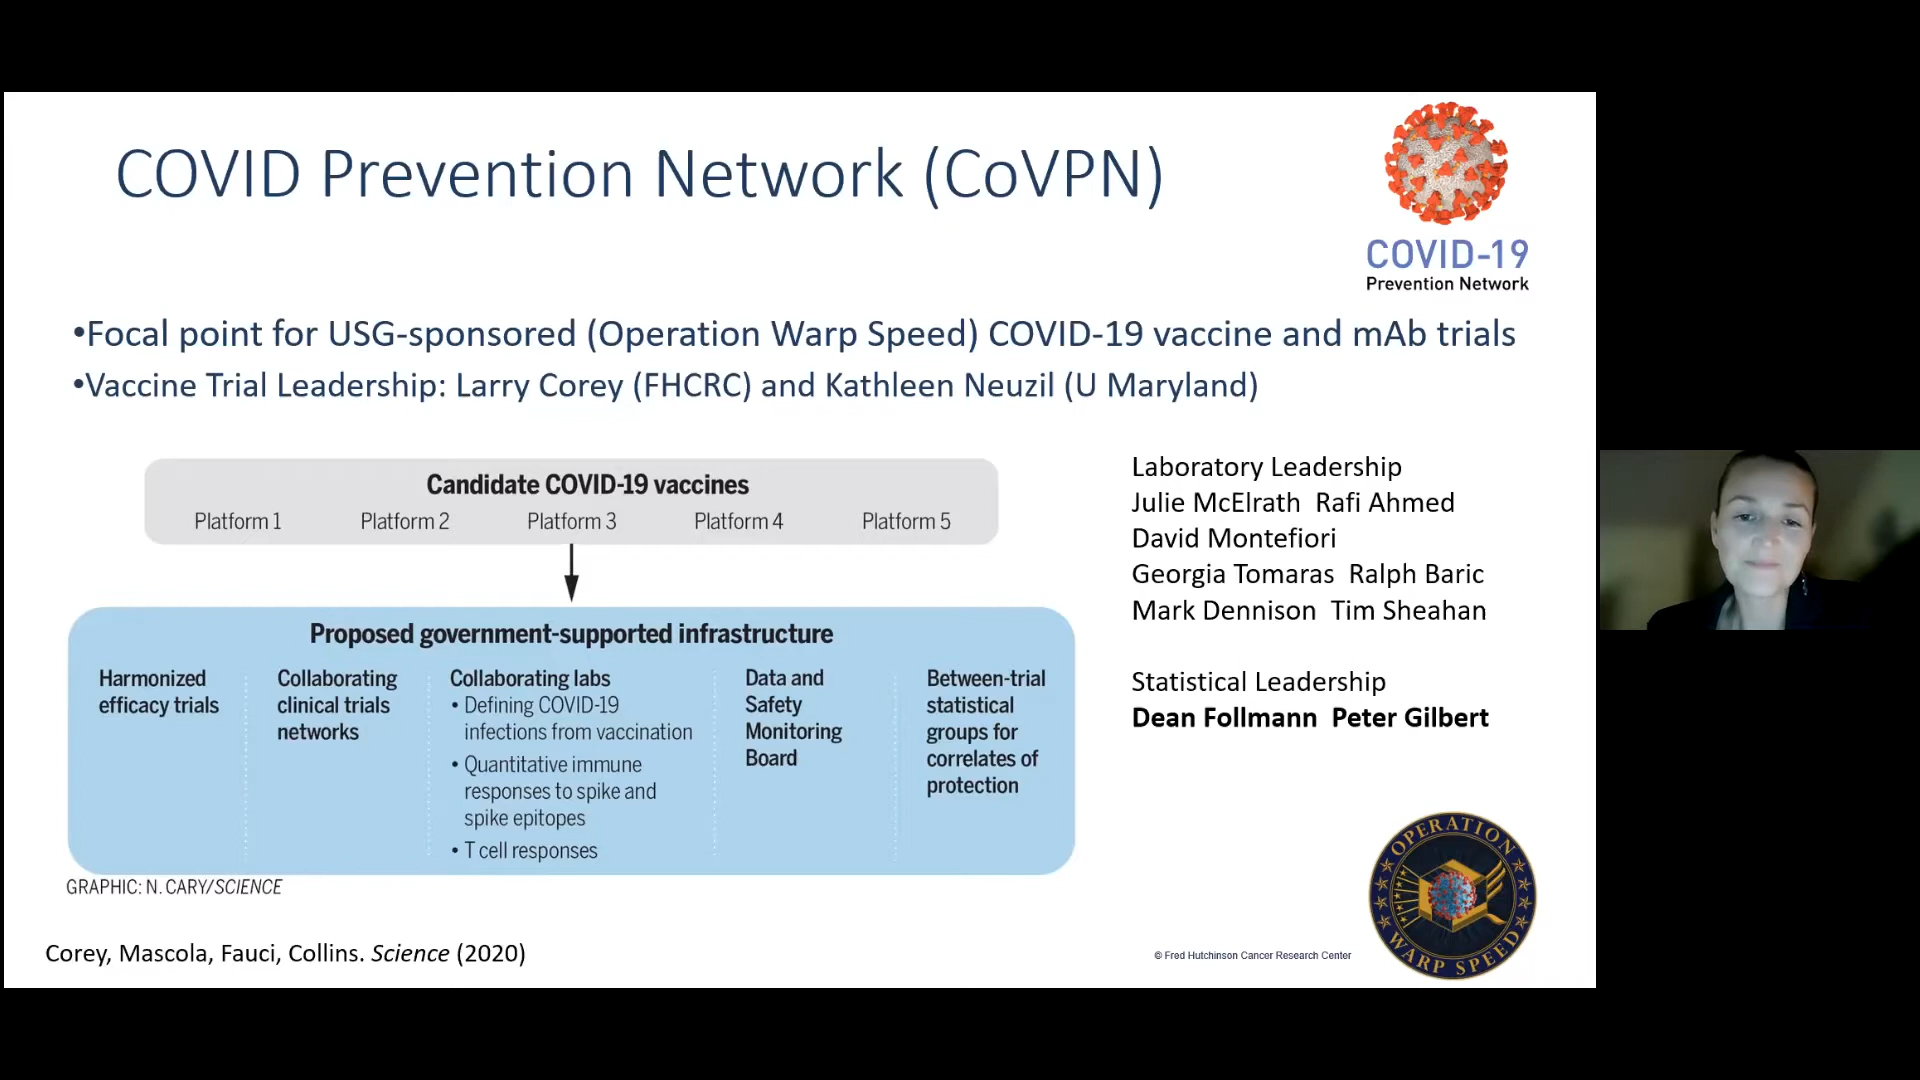 COVID Prevention Network (CoVPN)
COVID-19
Prevention Network
•Focal point for USG-sponsored (Operation Warp Speed) COVID-19 vaccine and mAb trials
•Vaccine Trial Leadership: Larry Corey (FHCRC) and Kathleen Neuzil (U Maryland)
Candidate COVID-19 vaccines
Platform 1 Platform 2 Platform 3 Platform 4 Platform 5
Proposed government-supported infrastructure
Harmonized
efficacy trials
Collaborating
clinical trials
networks
Collaborating labs
• Defining COVID-19
infections from vaccination
• Quantitative immune
responses to spike and
spike epitopes
• T cell responses
Data and
Safety
Monitoring
Board
Between-trial
statistical
groups for
correlates of
protection
GRAPHIC: N. CARY/SCIENCE
Laboratory Leadership
Julie McElrath Rafi Ahmed
David Montefiori
Georgia Tomaras Ralph Baric
Mark Dennison Tim Sheahan
Statistical Leadership
Dean Follmann Peter Gilbert
Corey, Mascola, Fauci, Collins. Science (2020)
© Fred Hutchinson Cancer Research Center
OPERATION
WARP SPEED